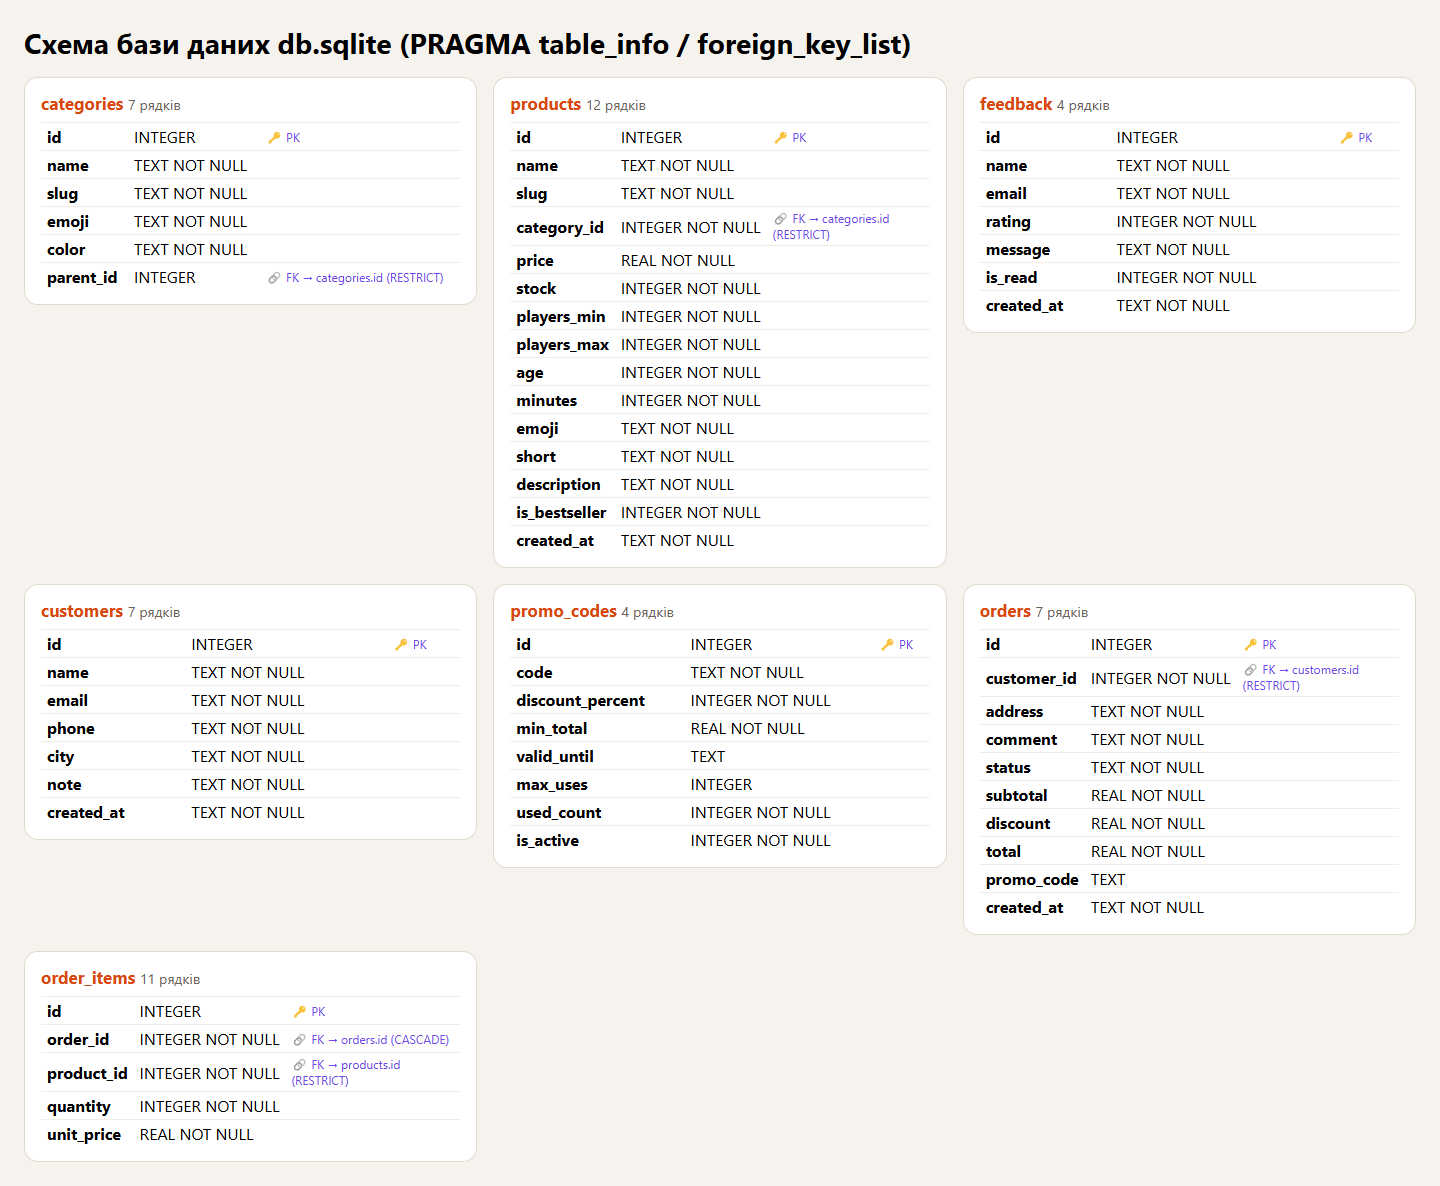 Схема бази даних db.sqlite (PRAGMA table_info / foreign_key_list)
categories 7 рядків
id INTEGER 🔑 PK
name TEXT NOT NULL
slug TEXT NOT NULL
emoji TEXT NOT NULL
color TEXT NOT NULL
parent_id INTEGER 🔗 FK → categories.id (RESTRICT)
products 12 рядків
id INTEGER 🔑 PK
name TEXT NOT NULL
slug TEXT NOT NULL
category_id INTEGER NOT NULL 🔗 FK → categories.id
(RESTRICT)
price REAL NOT NULL
stock INTEGER NOT NULL
players_min INTEGER NOT NULL
players_max INTEGER NOT NULL
age INTEGER NOT NULL
minutes INTEGER NOT NULL
emoji TEXT NOT NULL
short TEXT NOT NULL
description TEXT NOT NULL
is_bestseller INTEGER NOT NULL
created_at TEXT NOT NULL
feedback 4 рядків
id INTEGER 🔑 PK
name TEXT NOT NULL
email TEXT NOT NULL
rating INTEGER NOT NULL
message TEXT NOT NULL
is_read INTEGER NOT NULL
created_at TEXT NOT NULL
customers 7 рядків
id INTEGER 🔑 PK
name TEXT NOT NULL
email TEXT NOT NULL
phone TEXT NOT NULL
city TEXT NOT NULL
note TEXT NOT NULL
created_at TEXT NOT NULL
promo_codes 4 рядків
id INTEGER 🔑 PK
code TEXT NOT NULL
discount_percent INTEGER NOT NULL
min_total REAL NOT NULL
valid_until TEXT
max_uses INTEGER
used_count INTEGER NOT NULL
is_active INTEGER NOT NULL
orders 7 рядків
id INTEGER 🔑 PK
customer_id INTEGER NOT NULL 🔗 FK → customers.id
(RESTRICT)
address TEXT NOT NULL
comment TEXT NOT NULL
status TEXT NOT NULL
subtotal REAL NOT NULL
discount REAL NOT NULL
total REAL NOT NULL
promo_code TEXT
created_at TEXT NOT NULL
order_items 11 рядків
id INTEGER 🔑 PK
order_id INTEGER NOT NULL 🔗 FK → orders.id (CASCADE)
product_id INTEGER NOT NULL 🔗 FK → products.id
(RESTRICT)
quantity INTEGER NOT NULL
unit_price REAL NOT NULL